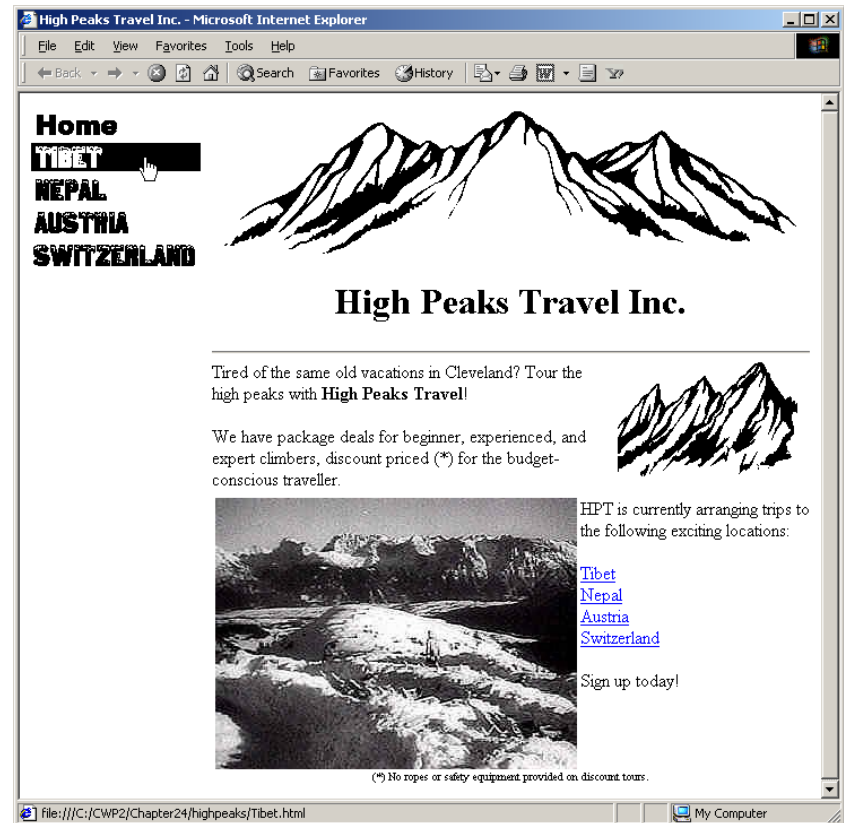 High Peaks Travel Inc. - Microsoft Internet Explorer
File Edit View Favorites Tools Help
Back Search Favorites History
Home
TIBET
NEPAL
AUSTRIA
SWITZERLAND
High Peaks Travel Inc.
Tired of the same old vacations in Cleveland? Tour the
high peaks with High Peaks Travel!
We have package deals for beginner, experienced, and
expert climbers, discount priced (*) for the budget-
conscious traveller.
HPT is currently arranging trips to
the following exciting locations:
Tibet
Nepal
Austria
Switzerland
Sign up today!
(*) No ropes or safety equipment provided on discount tours.
file:///C:/CWP2/Chapter24/highpeaks/Tibet.html My Computer